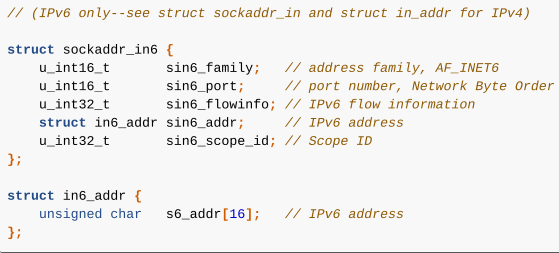 // (IPv6 only--see struct sockaddr_in and struct in_addr for IPv4)
struct sockaddr_in6 {
    u_int16_t       sin6_family;   // address family, AF_INET6
    u_int16_t       sin6_port;     // port number, Network Byte Order
    u_int32_t       sin6_flowinfo; // IPv6 flow information
    struct in6_addr sin6_addr;     // IPv6 address
    u_int32_t       sin6_scope_id; // Scope ID
};
struct in6_addr {
    unsigned char   s6_addr[16];   // IPv6 address
};